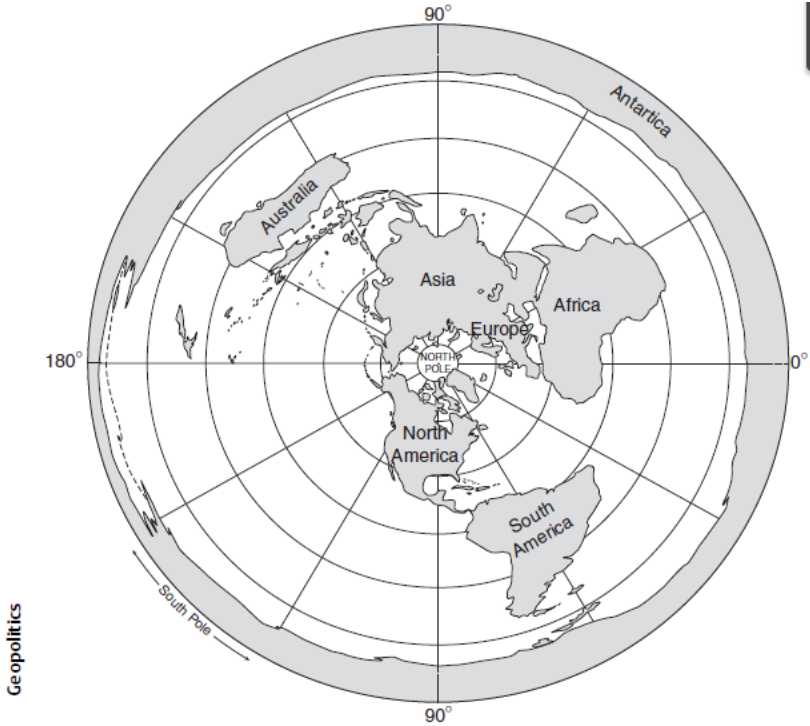 90°
Antartica
Australia
Asia
Africa
Europe
180°
NORTH
POLE
0°
North
America
South
America
South Pole
90°
Geopolitics